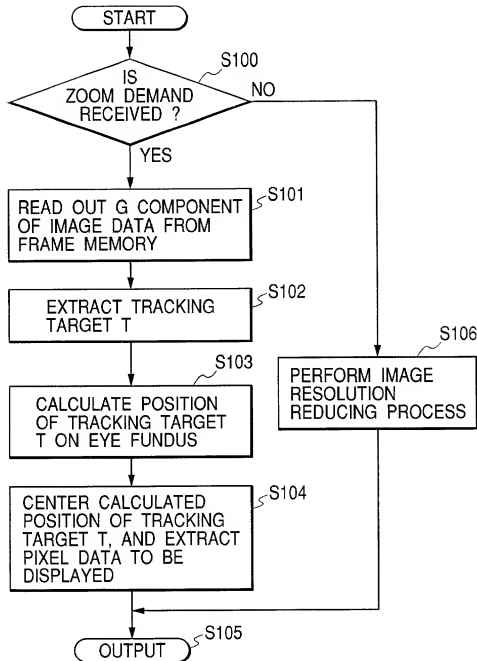 START
S100
IS
ZOOM DEMAND
RECEIVED ?
NO
YES
S101
READ OUT G COMPONENT
OF IMAGE DATA FROM
FRAME MEMORY
S102
EXTRACT TRACKING
TARGET T
S103
CALCULATE POSITION
OF TRACKING TARGET
T ON EYE FUNDUS
S106
PERFORM IMAGE
RESOLUTION
REDUCING PROCESS
S104
CENTER CALCULATED
POSITION OF TRACKING
TARGET T, AND EXTRACT
PIXEL DATA TO BE
DISPLAYED
S105
OUTPUT